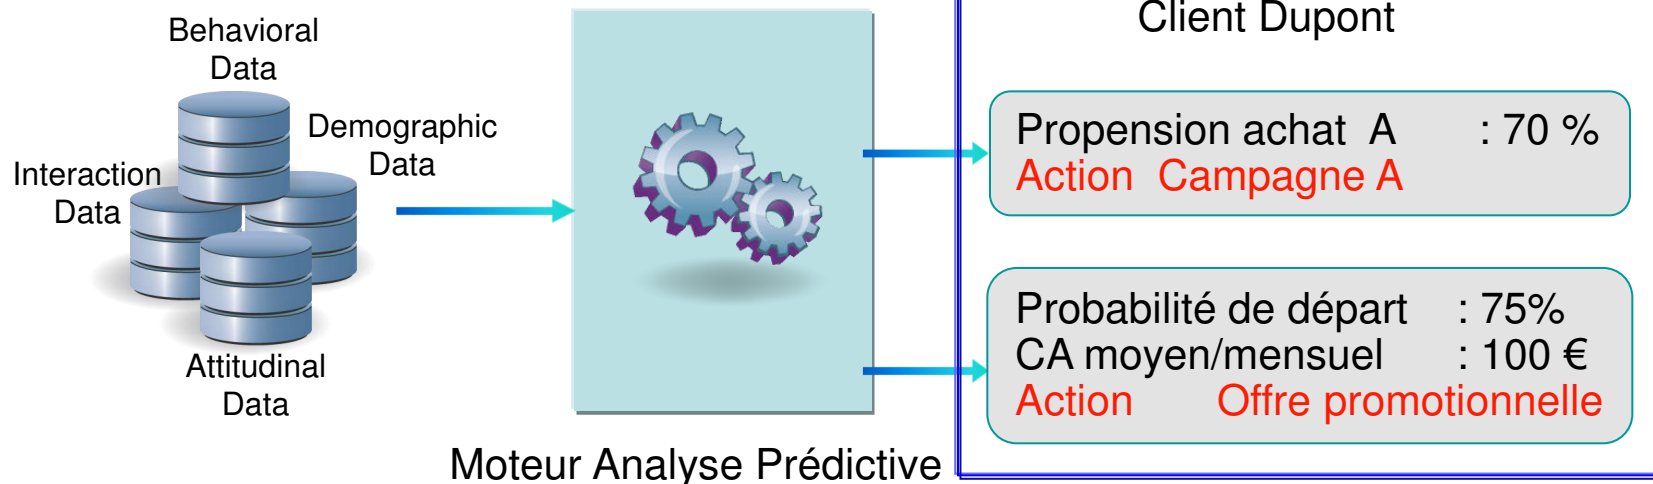 Behavioral
Data
Demographic
Data
Interaction
Data
Attitudinal
Data
Moteur Analyse Prédictive
Client Dupont
Propension achat A : 70 %
Action Campagne A
Probabilité de départ : 75%
CA moyen/mensuel : 100 €
Action Offre promotionnelle